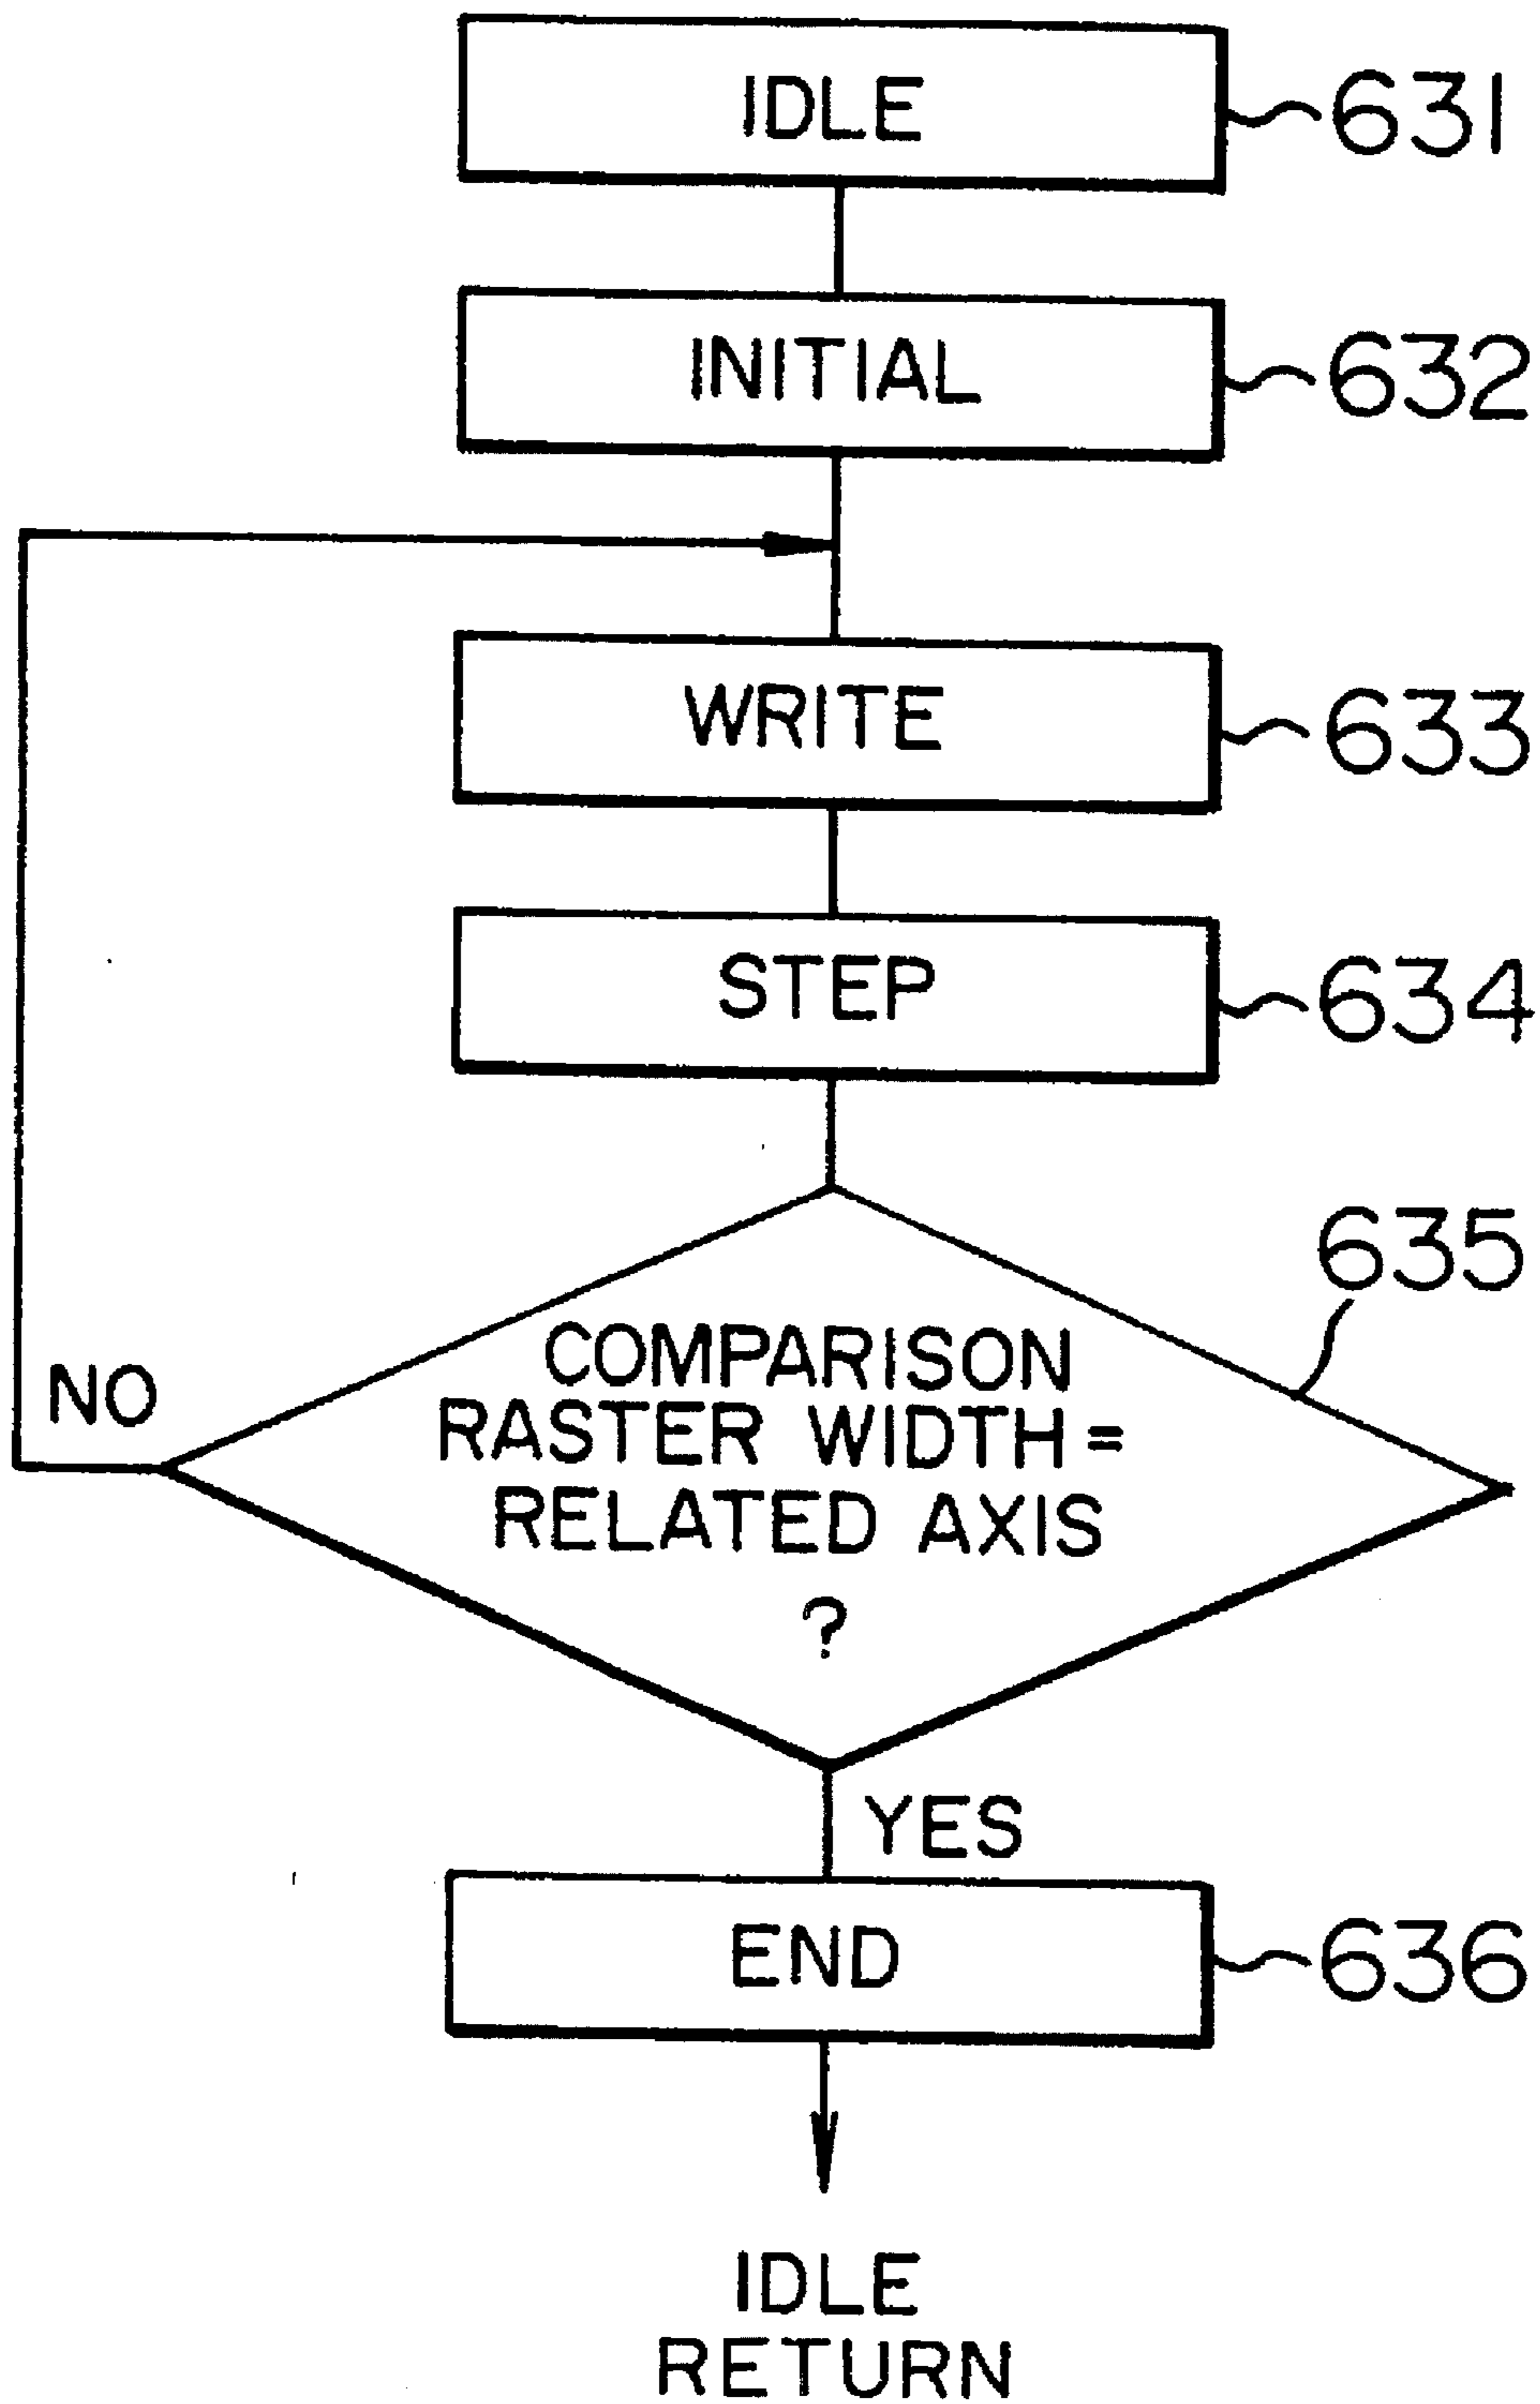 IDLE
631
INITIAL
632
WRITE
633
STEP
634
635
COMPARISON
RASTER WIDTH =
RELATED AXIS
?
NO
YES
END
636
IDLE
RETURN